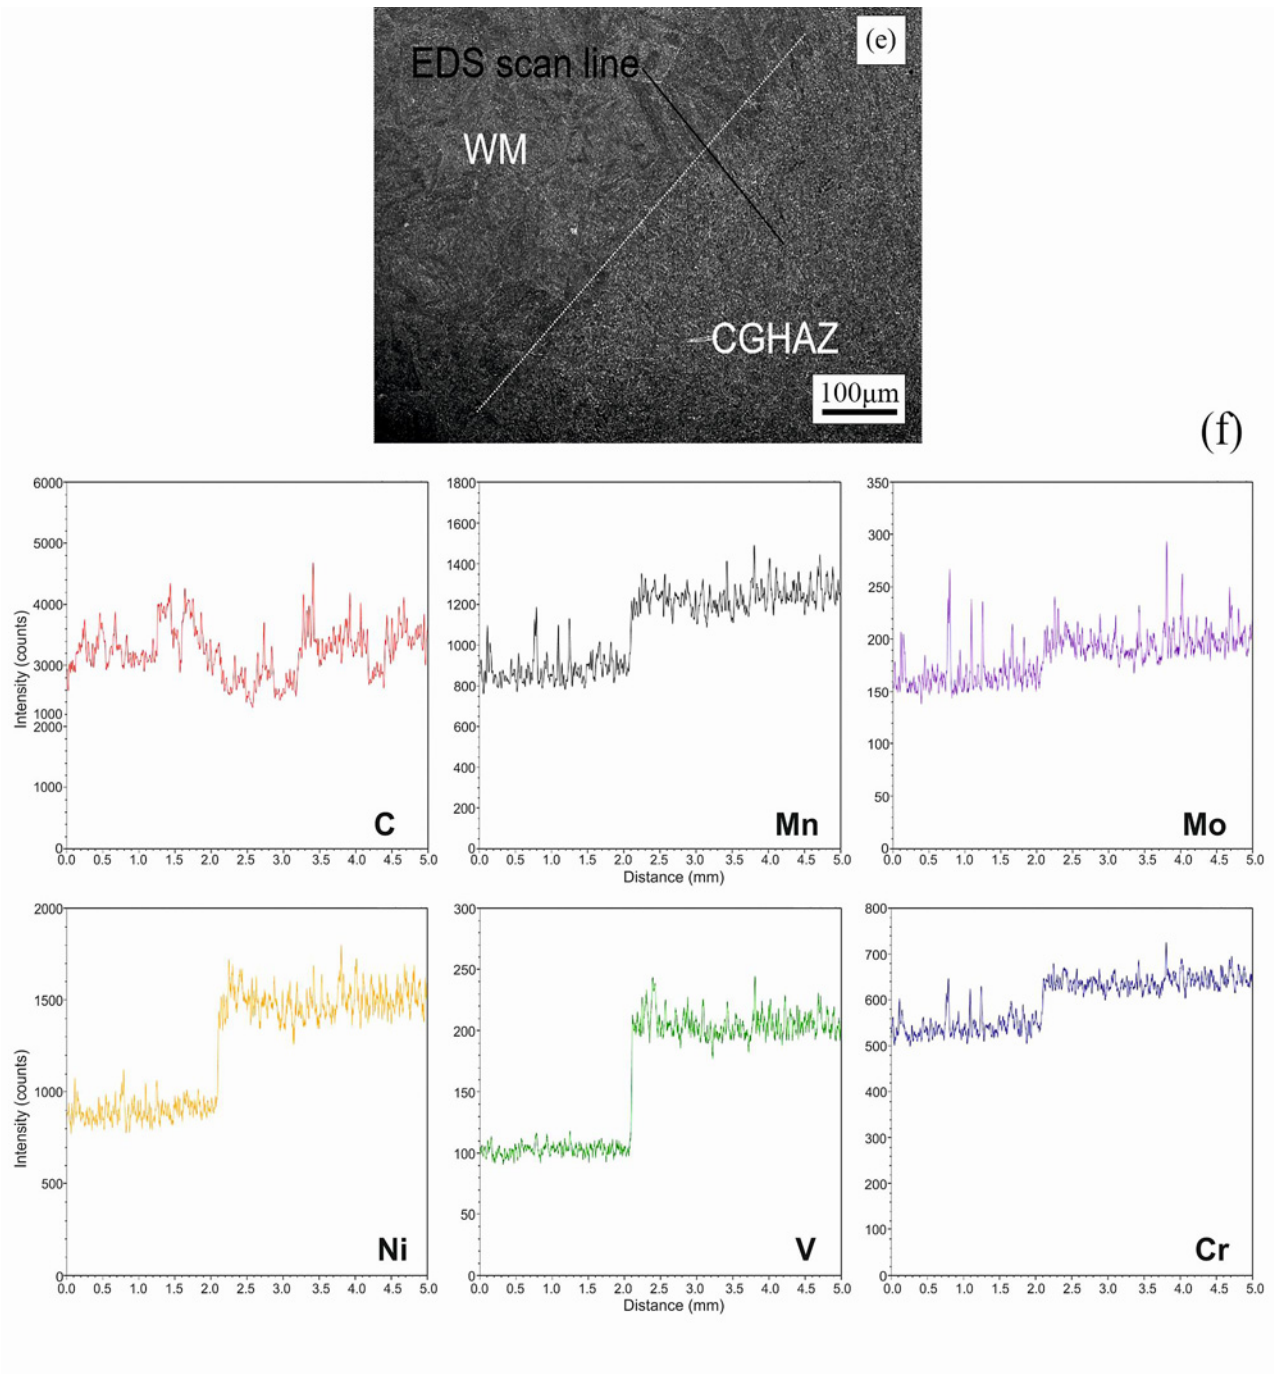 (e)
EDS scan line
WM
CGHAZ
100μm
(f)
6000
5000
4000
3000
1000
2000
1000
0
Intensity (counts)
C
0.0 0.5 1.0 1.5 2.0 2.5 3.0 3.5 4.0 4.5 5.0
1800
1600
1400
1200
1000
800
600
400
200
0
Mn
0.0 0.5 1.0 1.5 2.0 2.5 3.0 3.5 4.0 4.5 5.0
Distance (mm)
350
300
250
200
150
100
50
0
Mo
0.0 0.5 1.0 1.5 2.0 2.5 3.0 3.5 4.0 4.5 5.0
2000
1500
1000
500
0
Intensity (counts)
Ni
0.0 0.5 1.0 1.5 2.0 2.5 3.0 3.5 4.0 4.5 5.0
300
250
200
150
100
50
0
V
0.0 0.5 1.0 1.5 2.0 2.5 3.0 3.5 4.0 4.5 5.0
Distance (mm)
800
700
600
500
400
300
200
100
0
Cr
0.0 0.5 1.0 1.5 2.0 2.5 3.0 3.5 4.0 4.5 5.0